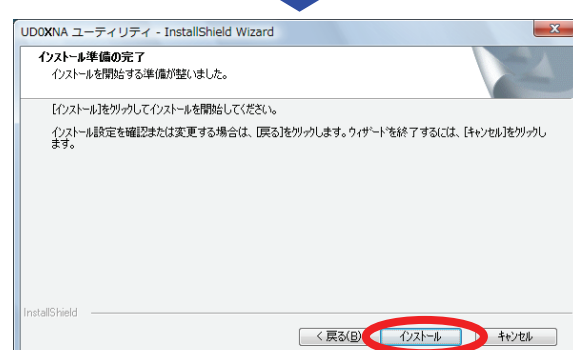 UD0XNA ユーティリティ - InstallShield Wizard
インストール準備の完了
インストールを開始する準備が整いました。
[インストール]をクリックしてインストールを開始してください。
インストール設定を確認または変更する場合は、[戻る]をクリックします。ウィザードを終了するには、[キャンセル]をクリックし
ます。
InstallShield
< 戻る(B)
インストール
キャンセル